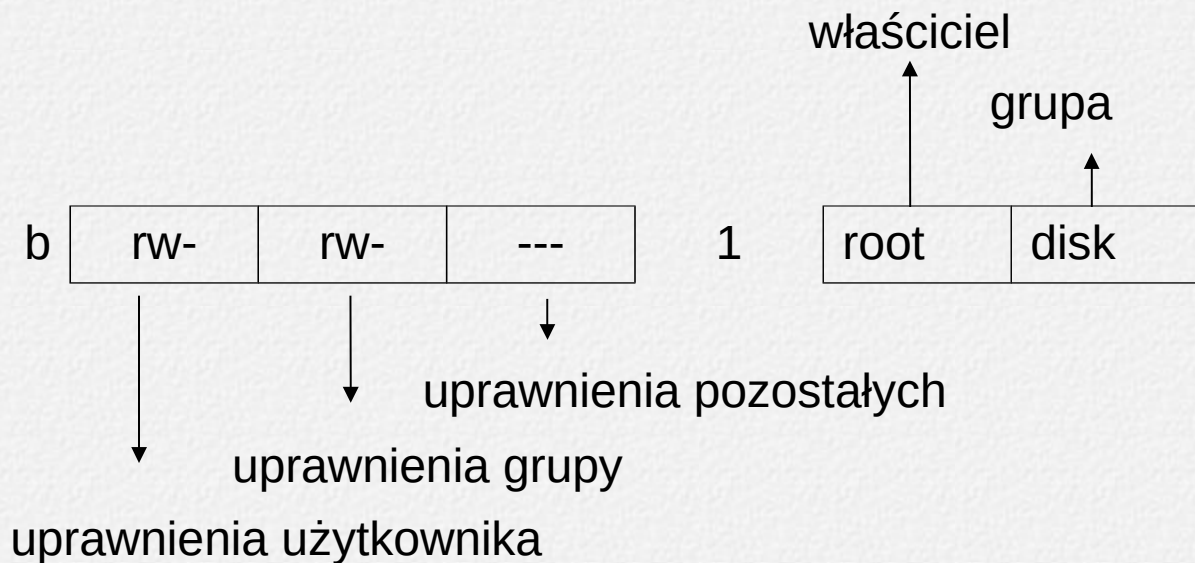 właściciel
grupa
b rw- rw- --- 1 root disk
uprawnienia pozostałych
uprawnienia grupy
uprawnienia użytkownika